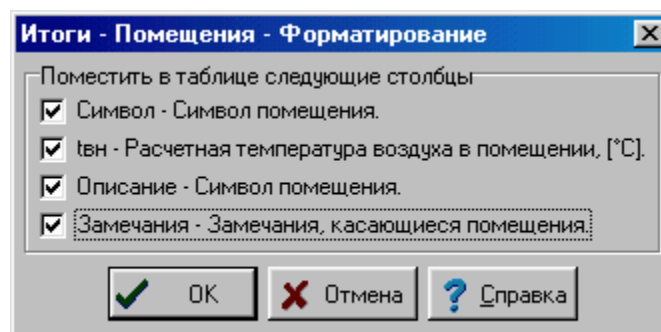 Итоги - Помещения - Форматирование
Поместить в таблице следующие столбцы
Символ - Символ помещения.
tвн - Расчетная температура воздуха в помещении, [°C].
Описание - Символ помещения.
Замечания - Замечания, касающиеся помещения.
OK
Отмена
Справка